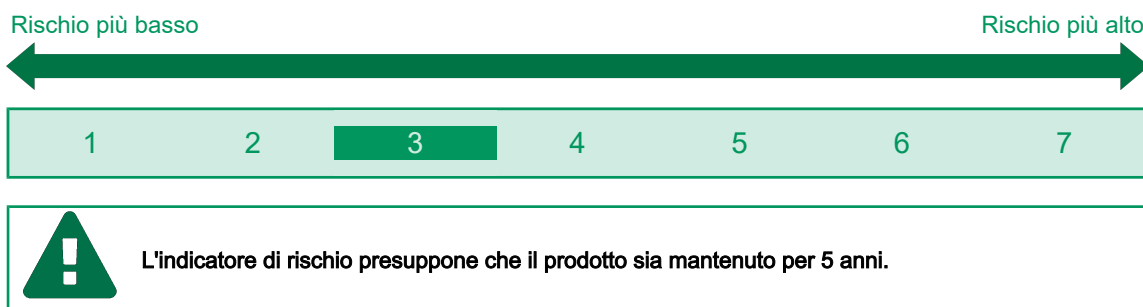 Rischio più basso Rischio più alto
1 2 3 4 5 6 7
L'indicatore di rischio presuppone che il prodotto sia mantenuto per 5 anni.